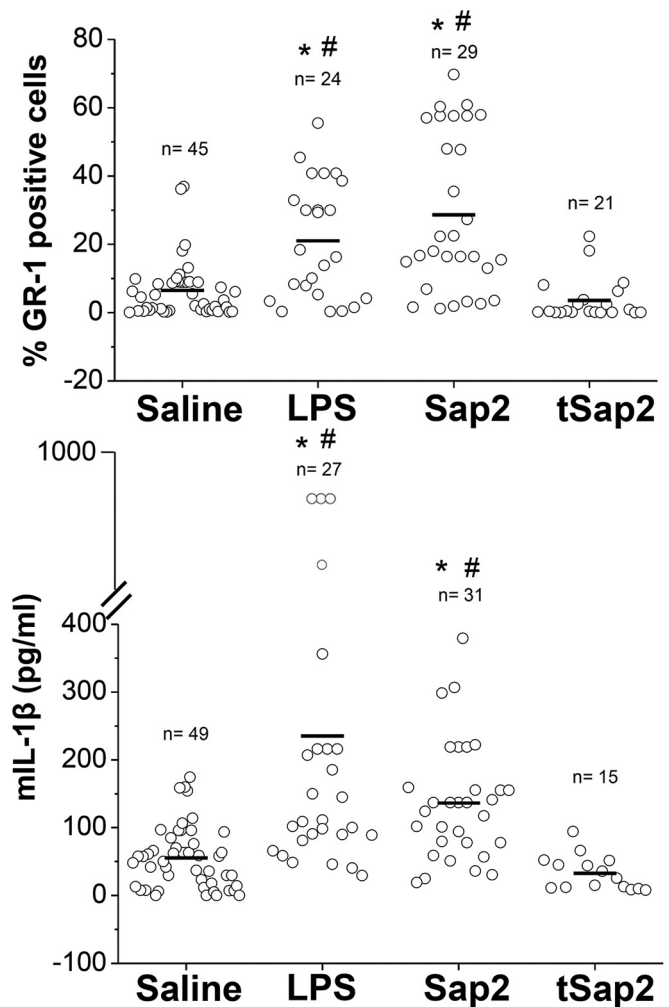 80
* #
* #
n= 29
n= 24
60
n= 45
40
n= 21
20
0
-20
% GR-1 positive cells
Saline LPS Sap2 tSap2
1000
* #
n= 27
* #
n= 31
400
300
n= 49
200
n= 15
100
0
-100
mIL-1β (pg/ml)
Saline LPS Sap2 tSap2